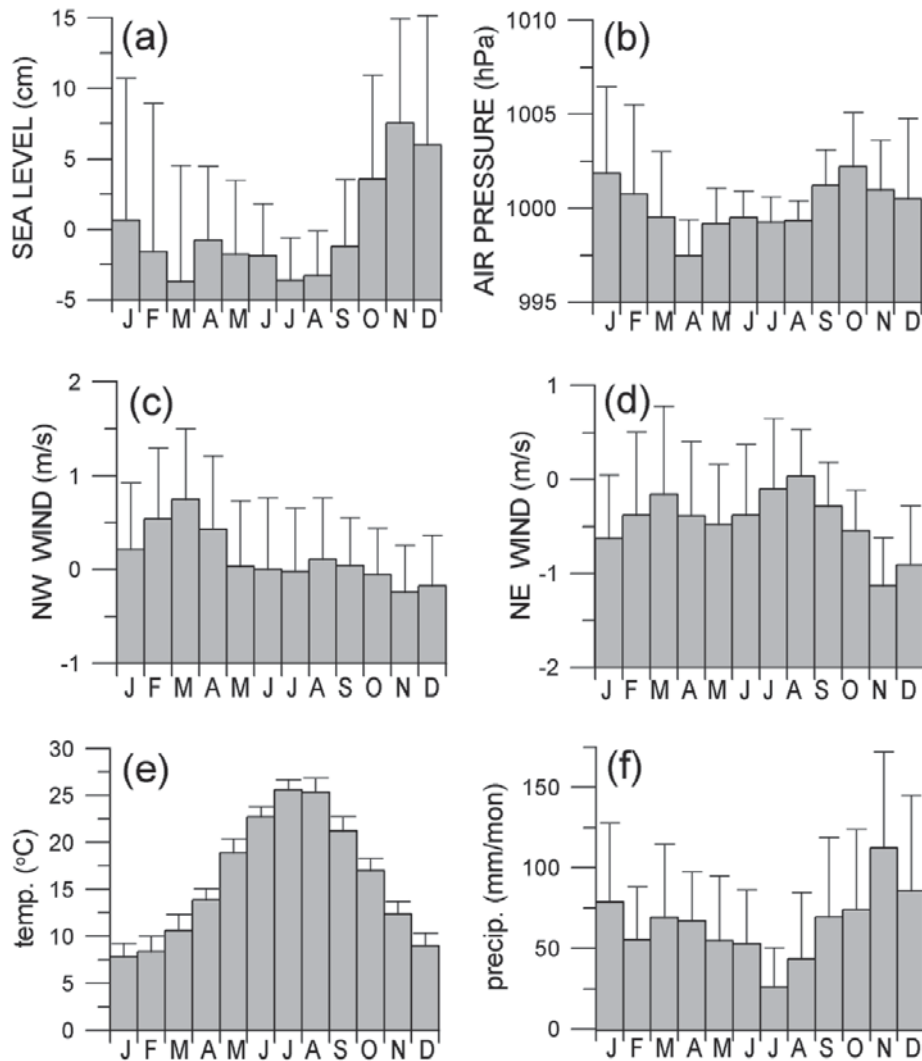 (a)
SEA LEVEL (cm)
15
10
5
0
-5
J F M A M J J A S O N D
(b)
AIR PRESSURE (hPa)
1010
1005
1000
995
J F M A M J J A S O N D
(c)
NW WIND (m/s)
2
1
0
-1
J F M A M J J A S O N D
(d)
NE WIND (m/s)
1
0
-1
-2
J F M A M J J A S O N D
(e)
temp. (°C)
30
25
20
15
10
5
0
J F M A M J J A S O N D
(f)
precip. (mm/mon)
150
100
50
0
J F M A M J J A S O N D